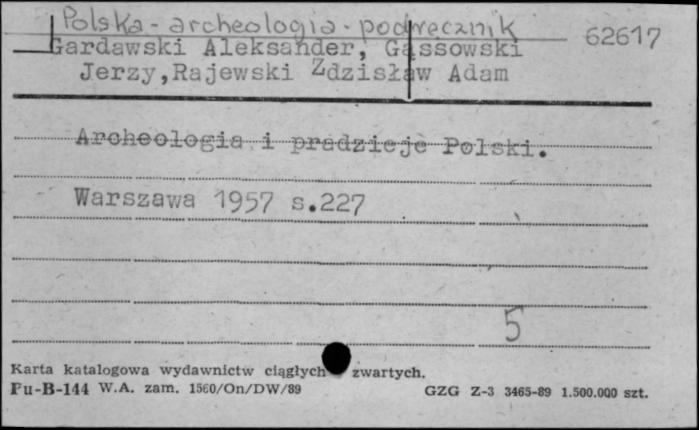 Polska - archeologia - podręcznik 62617
Gardawski Aleksander, Gąssowski
Jerzy,Rajewski Zdzisław Adam
Archeologia i pradzieje Polski.
Warszawa 1957 s.227
5
Karta katalogowa wydawnictw ciągłych zwartych.
Pu-B-144 W.A. zam. 1560/On/DW/89 GZG Z-3 3465-89 1.500.000 szt.